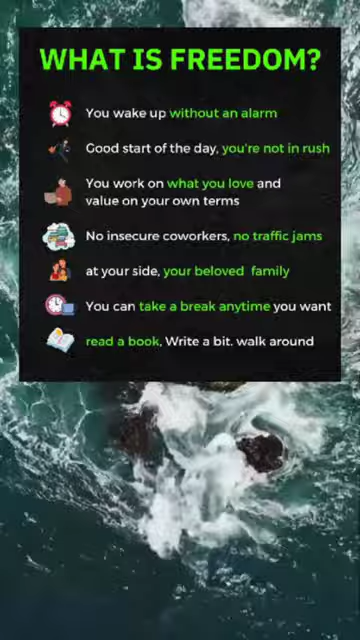 WHAT IS FREEDOM?
You wake up without an alarm
Good start of the day, you're not in rush
You work on what you love and
value on your own terms
No insecure coworkers, no traffic jams
at your side, your beloved family
You can take a break anytime you want
read a book, Write a bit. walk around